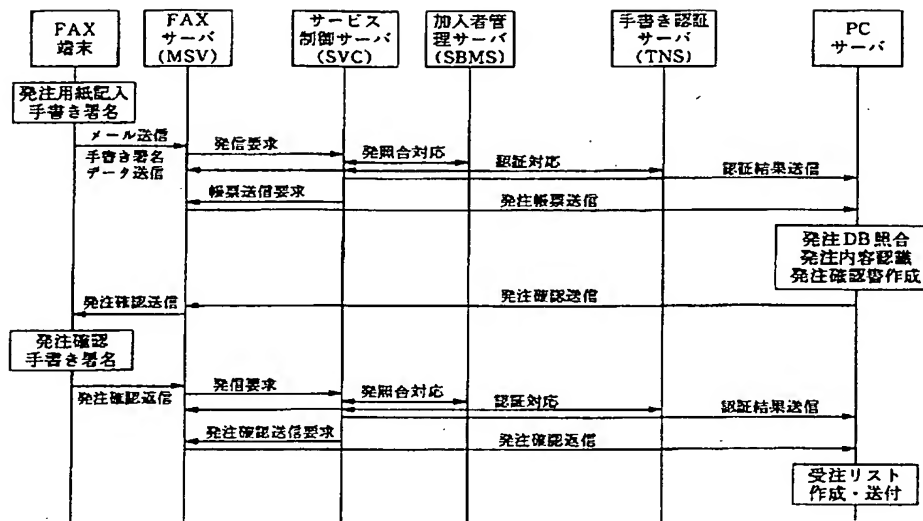 FAX
端末
FAX
サーバ
(MSV)
サービス
制御サーバ
(SVC)
加入者管
理サーバ
(SBMS)
手書き認証
サーバ
(TNS)
PC
サーバ
発注用紙記入
手書き署名
メール送信
手書き署名
データ送信
発信要求
発照合対応
認証対応
認証結果送信
帳票送信要求
発注帳票送信
発注DB照合
発注内容認識
発注確認書作成
発注確認送信
発注確認送信
発注確認
手書き署名
発注確認返信
発信要求
発照合対応
認証対応
認証結果送信
発注確認送信要求
発注確認返信
受注リスト
作成・送付